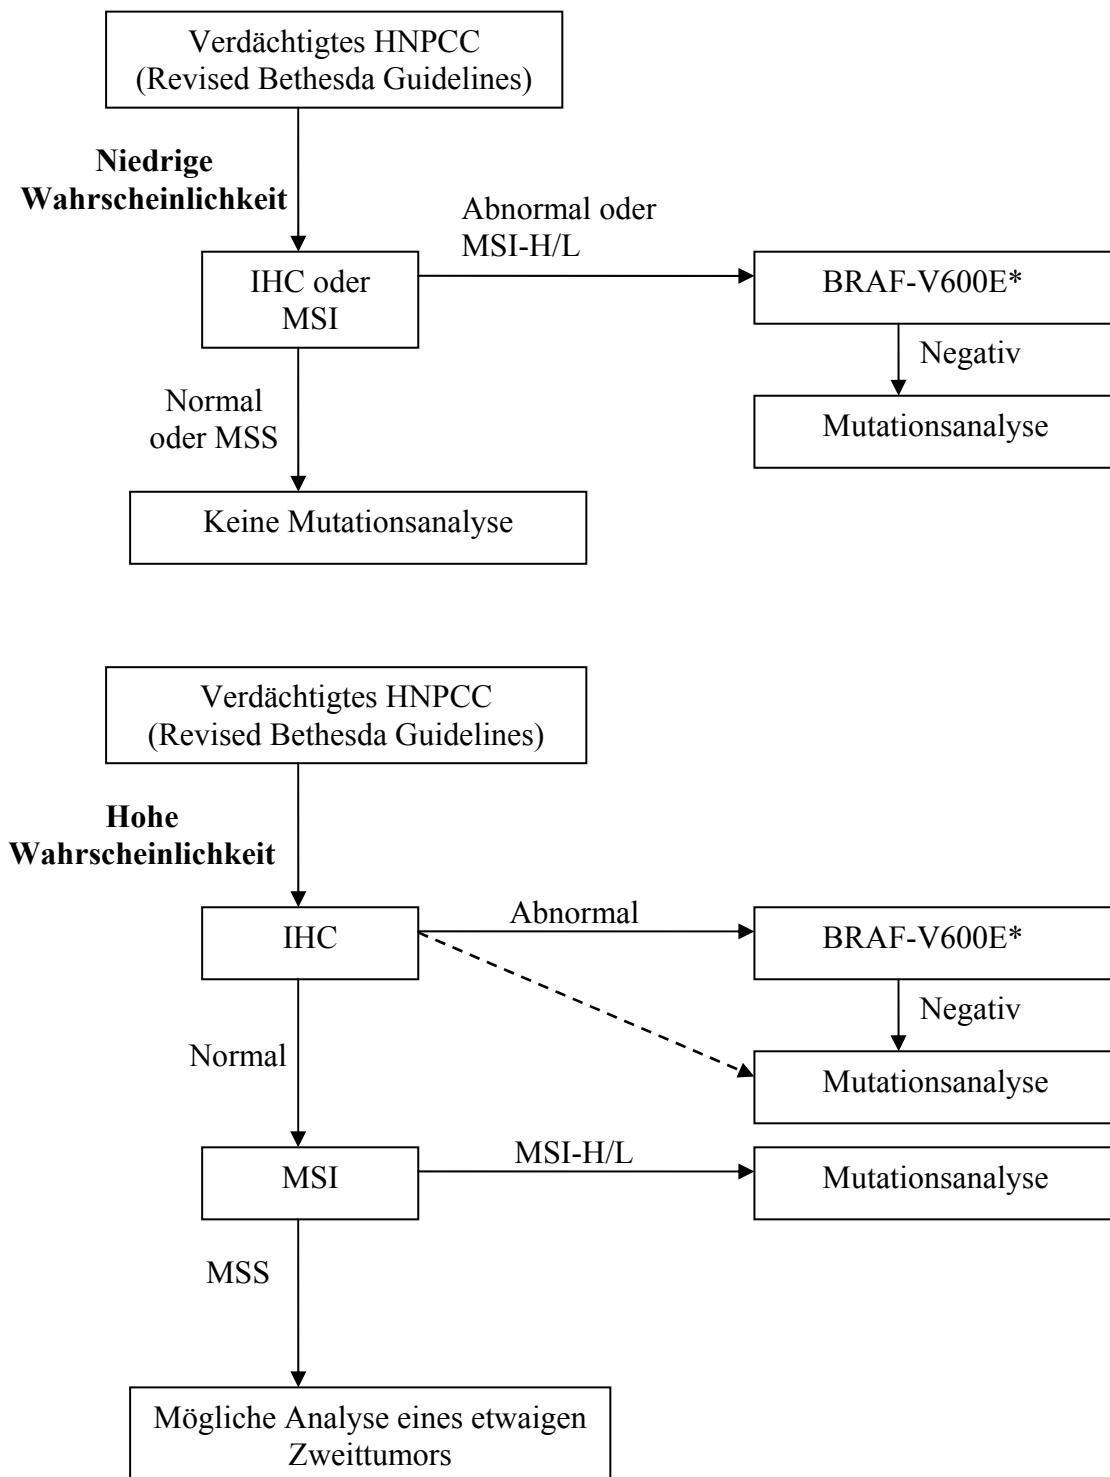 Verdächtigtes HNPCC
(Revised Bethesda Guidelines)
Niedrige
Wahrscheinlichkeit
Abnormal oder
MSI-H/L
IHC oder
MSI
BRAF-V600E*
Negativ
Normal
oder MSS
Mutationsanalyse
Keine Mutationsanalyse
Verdächtigtes HNPCC
(Revised Bethesda Guidelines)
Hohe
Wahrscheinlichkeit
Abnormal
IHC
BRAF-V600E*
Negativ
Normal
Mutationsanalyse
MSI-H/L
MSI
Mutationsanalyse
MSS
Mögliche Analyse eines etwaigen
Zweittumors